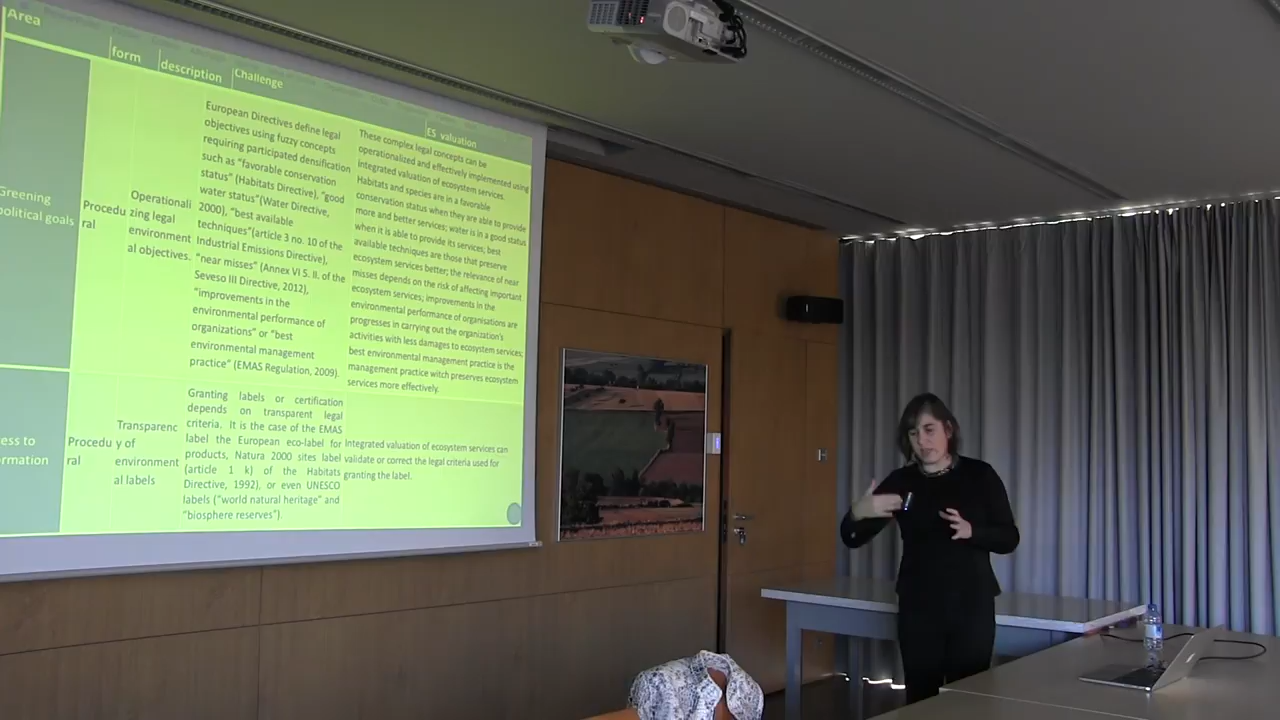 Area
form
description
Challenge
ES valuation
Greening
political goals
Procedu
ral
Operationali
zing legal
environment
al objectives.
European Directives define legal
objectives using fuzzy concepts
requiring participated densification
such as "favorable conservation
status" (Habitats Directive), "good
water status"(Water Directive,
2000), "best available
techniques"(article 3 no. 10 of the
Industrial Emissions Directive),
"near misses" (Annex VI 5. II. of the
Seveso III Directive, 2012),
"improvements in the
environmental performance of
organizations" or "best
environmental management
practice" (EMAS Regulation, 2009).
These complex legal concepts can be
operationalized and effectively implemented using
integrated valuation of ecosystem services.
Habitats and species are in a favorable
conservation status when they are able to provide
more and better services; water is in a good status
when it is able to provide its services; best
available techniques are those that preserve
ecosystem services better; the relevance of near
misses depends on the risk of affecting important
ecosystem services; improvements in the
environmental performance of organisations are
progresses in carrying out the organization's
activities with less damages to ecosystem services;
best environmental management practice is the
management practice witch preserves ecosystem
services more effectively.
ess to
rmation
Procedu
ral
Transparenc
y of
environment
al labels
Granting labels or certification
depends on transparent legal
criteria. It is the case of the EMAS
label the European eco-label for
products, Natura 2000 sites label
(article 1 k) of the Habitats
Directive, 1992), or even UNESCO
labels ("world natural heritage" and
"biosphere reserves").
Integrated valuation of ecosystem services can
validate or correct the legal criteria used for
granting the label.